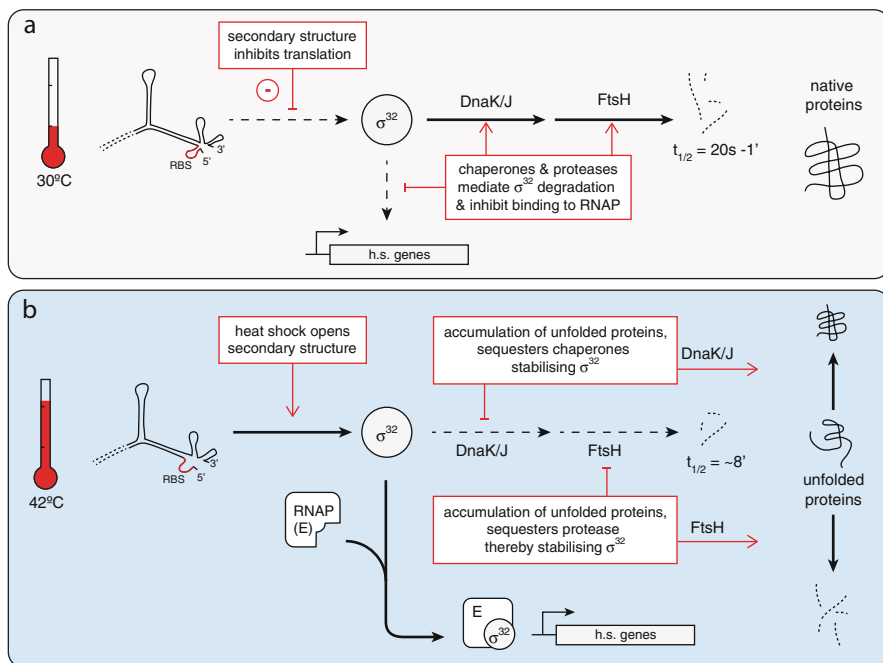 a
secondary structure
inhibits translation
-
30ºC
RBS
5'
3'
σ³²
DnaK/J
FtsH
t₁/₂ = 20s -1'
native
proteins
chaperones & proteases
mediate σ³² degradation
& inhibit binding to RNAP
h.s. genes
b
heat shock opens
secondary structure
accumulation of unfolded proteins,
sequesters chaperones
stabilising σ³²
DnaK/J
42ºC
RBS
5'
3'
σ³²
DnaK/J
FtsH
t₁/₂ = ~8'
unfolded
proteins
RNAP
(E)
accumulation of unfolded proteins,
sequesters protease
thereby stabilising σ³²
FtsH
E
σ³²
h.s. genes